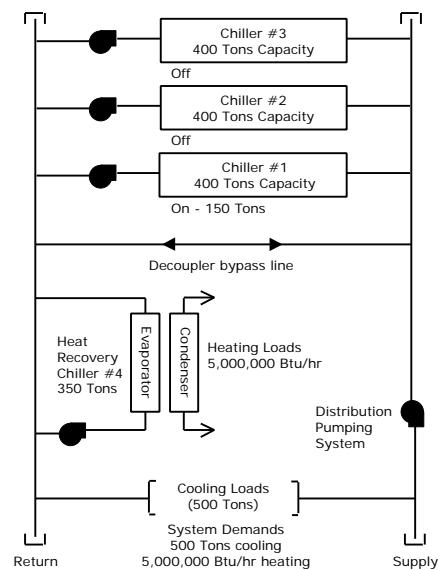 Chiller #3
400 Tons Capacity
Off
Chiller #2
400 Tons Capacity
Off
Chiller #1
400 Tons Capacity
On - 150 Tons
Decoupler bypass line
Heat
Recovery
Chiller #4
350 Tons
Evaporator
Condenser
Heating Loads
5,000,000 Btu/hr
Distribution
Pumping
System
Cooling Loads
(500 Tons)
System Demands
500 Tons cooling
5,000,000 Btu/hr heating
Return
Supply